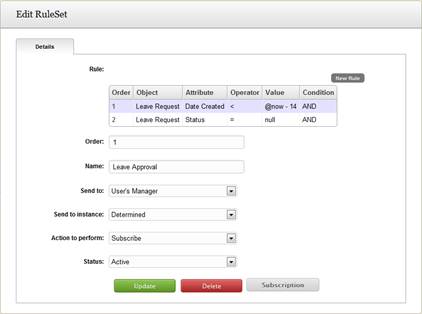 Edit RuleSet
Details
Rule:
New Rule
Order Object Attribute Operator Value Condition
1 Leave Request Date Created < @now - 14 AND
2 Leave Request Status = null AND
Order: 1
Name: Leave Approval
Send to: User's Manager
Send to instance: Determined
Action to perform: Subscribe
Status: Active
Update Delete Subscription